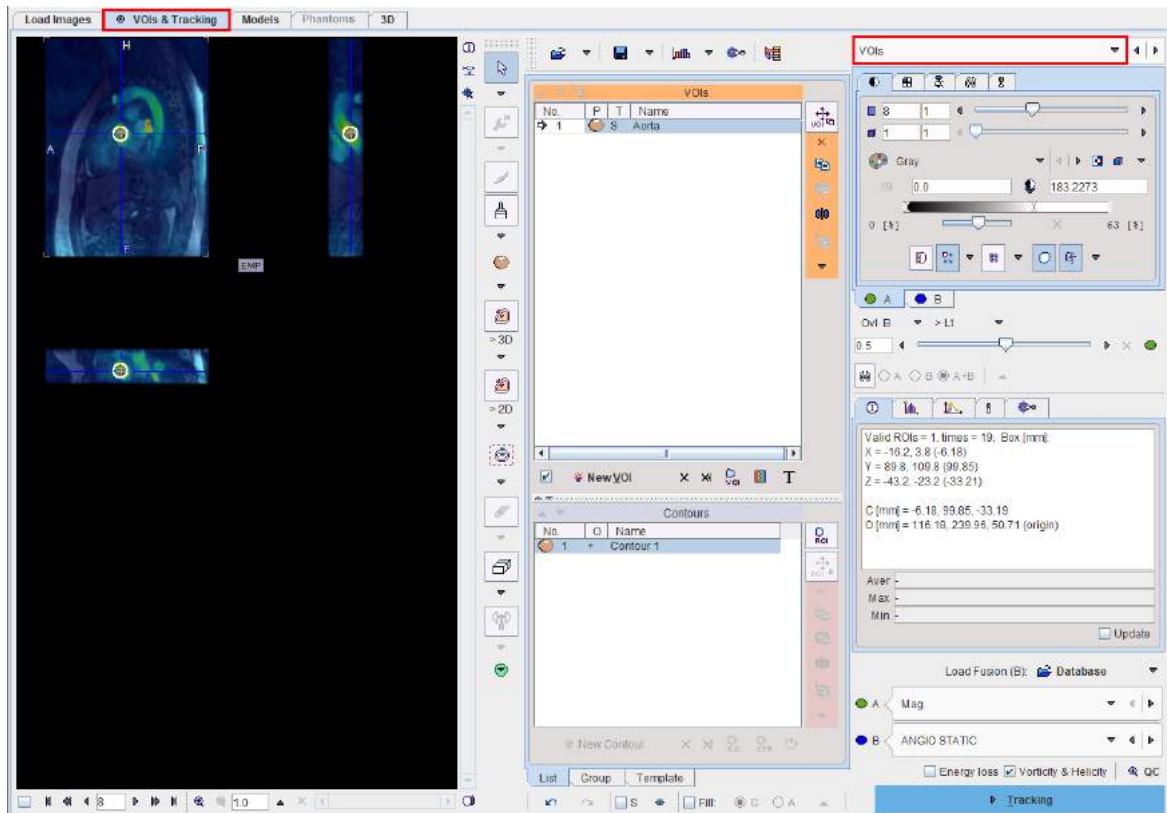 Load Images VOIs & Tracking Models Phantoms 3D
VOIs
H
A
P
F
EMP
> 3D
> 2D
VOIs
No. P T Name
1 S Aorta
New VOI
VOI
T
Contours
No. O Name
1 + Contour 1
ROI
New Contour
List Group Template
S Fill: C A
8 1.0
8 1
1 1
Gray
0.0 183.2273
0 [%] 63 [%]
A B
Ovl B > L1
0.5
A B A+B
Valid ROIs = 1, times = 19, Box [mm]:
X = -16.2, 3.8 (-6.18)
Y = 89.8, 109.8 (99.85)
Z = -43.2, -23.2 (-33.21)
C [mm] = -6.18, 99.85, -33.19
O [mm] = 116.18, 239.96, 50.71 (origin)
Aver -
Max -
Min -
Update
Load Fusion (B): Database
A Mag
B ANGIO STATIC
Energy loss Vorticity & Helicity QC
Tracking